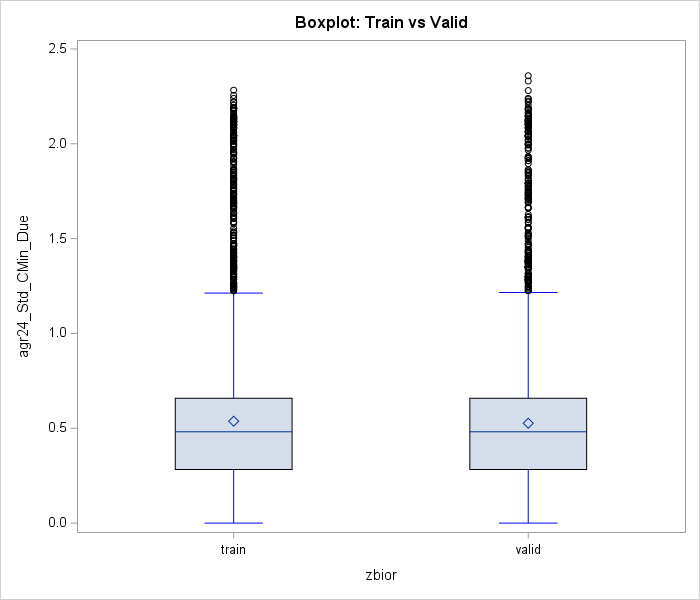 Boxplot: Train vs Valid
2.5
2.0
1.5
1.0
0.5
0.0
agr24_Std_CMin_Due
train
valid
zbior